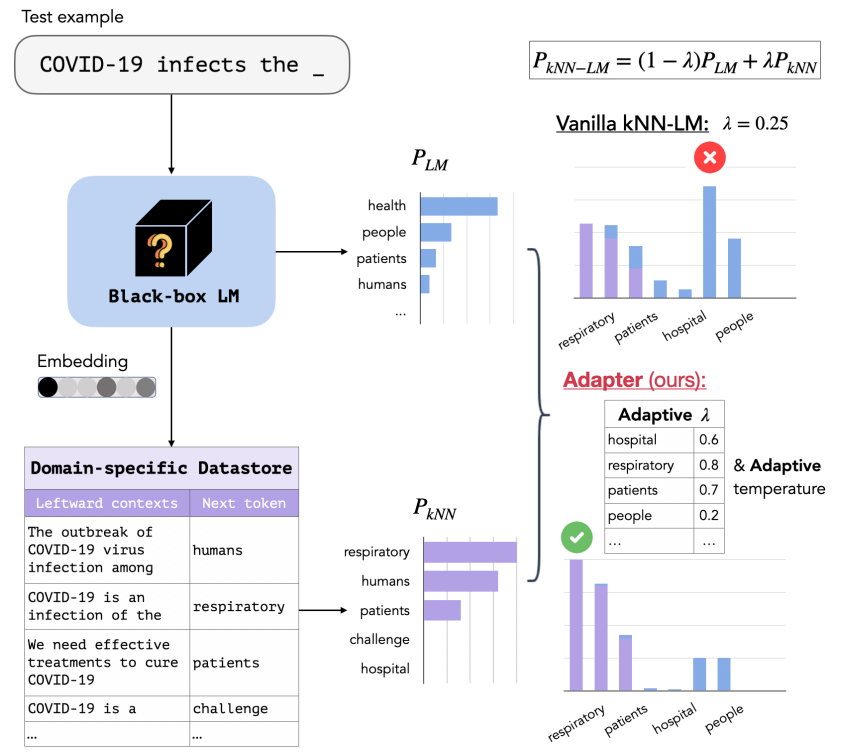 Test example
COVID-19 infects the _
P_{kNN-LM} = (1 − λ)P_{LM} + λP_{kNN}
Vanilla kNN-LM: λ = 0.25
P_{LM}
health
people
patients
humans
...
?
Black-box LM
respiratory
patients
hospital
people
Embedding
Adapter (ours):
Adaptive λ
hospital 0.6
respiratory 0.8
patients 0.7
people 0.2
... ...
& Adaptive
temperature
Domain-specific Datastore
Leftward contexts Next token
The outbreak of
COVID-19 virus
infection among
humans
COVID-19 is an
infection of the
respiratory
We need effective
treatments to cure
COVID-19
patients
COVID-19 is a challenge
… …
P_{kNN}
respiratory
humans
patients
challenge
hospital
respiratory
patients
hospital
people